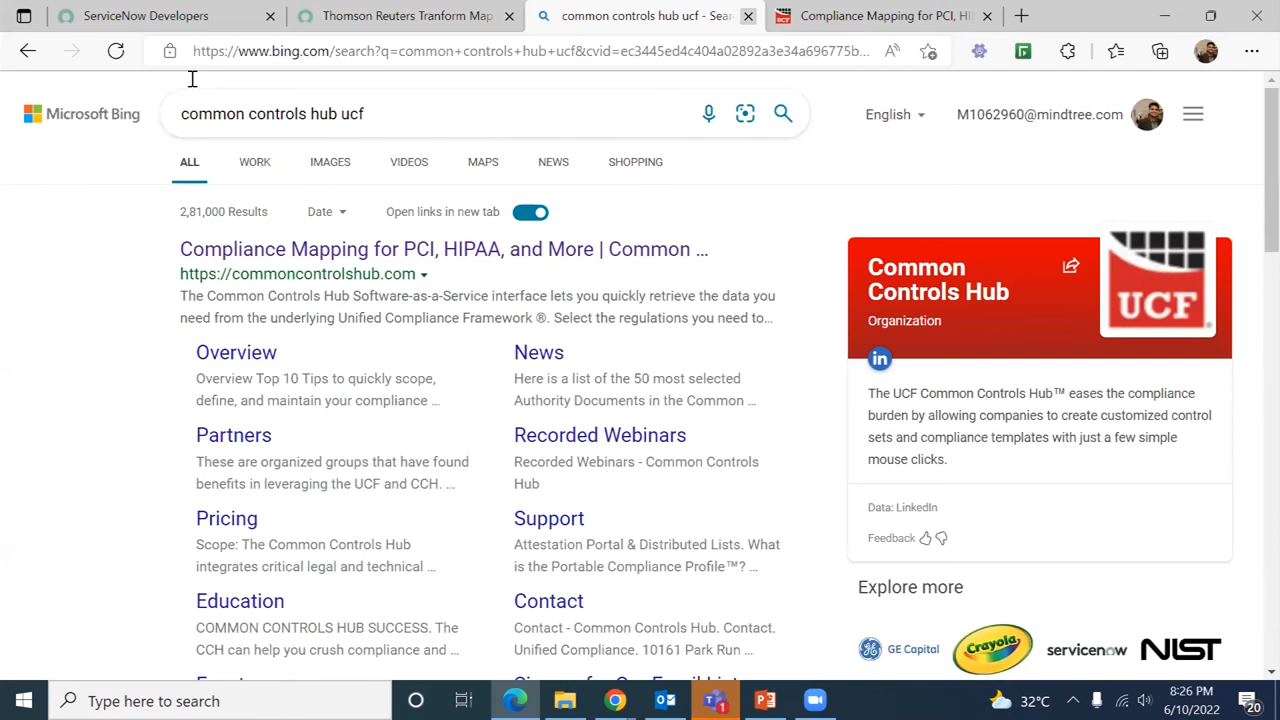 ServiceNow Developers
Thomson Reuters Tranform Map
common controls hub ucf - Sear
Compliance Mapping for PCI, HI
https://www.bing.com/search?q=common+controls+hub+ucf&cvid=ec3445ed4c404a02892a3e34a696775b...
Microsoft Bing
common controls hub ucf
English
M1062960@mindtree.com
ALL
WORK
IMAGES
VIDEOS
MAPS
NEWS
SHOPPING
2,81,000 Results
Date
Open links in new tab
Compliance Mapping for PCI, HIPAA, and More | Common ...
https://commoncontrolshub.com
The Common Controls Hub Software-as-a-Service interface lets you quickly retrieve the data you
need from the underlying Unified Compliance Framework ®. Select the regulations you need to...
Overview
Overview Top 10 Tips to quickly scope,
define, and maintain your compliance ...
News
Here is a list of the 50 most selected
Authority Documents in the Common ...
Partners
These are organized groups that have found
benefits in leveraging the UCF and CCH. ...
Recorded Webinars
Recorded Webinars - Common Controls
Hub
Pricing
Scope: The Common Controls Hub
integrates critical legal and technical ...
Support
Attestation Portal & Distributed Lists. What
is the Portable Compliance Profile™? ...
Education
COMMON CONTROLS HUB SUCCESS. The
CCH can help you crush compliance and ...
Contact
Contact - Common Controls Hub. Contact.
Unified Compliance. 10161 Park Run ...
Common
Controls Hub
Organization
UCF
in
The UCF Common Controls Hub™ eases the compliance
burden by allowing companies to create customized control
sets and compliance templates with just a few simple
mouse clicks.
Data: LinkedIn
Feedback
Explore more
GE Capital
Crayola
servicenow
NIST
Type here to search
1
32°C
8:26 PM
6/10/2022
20